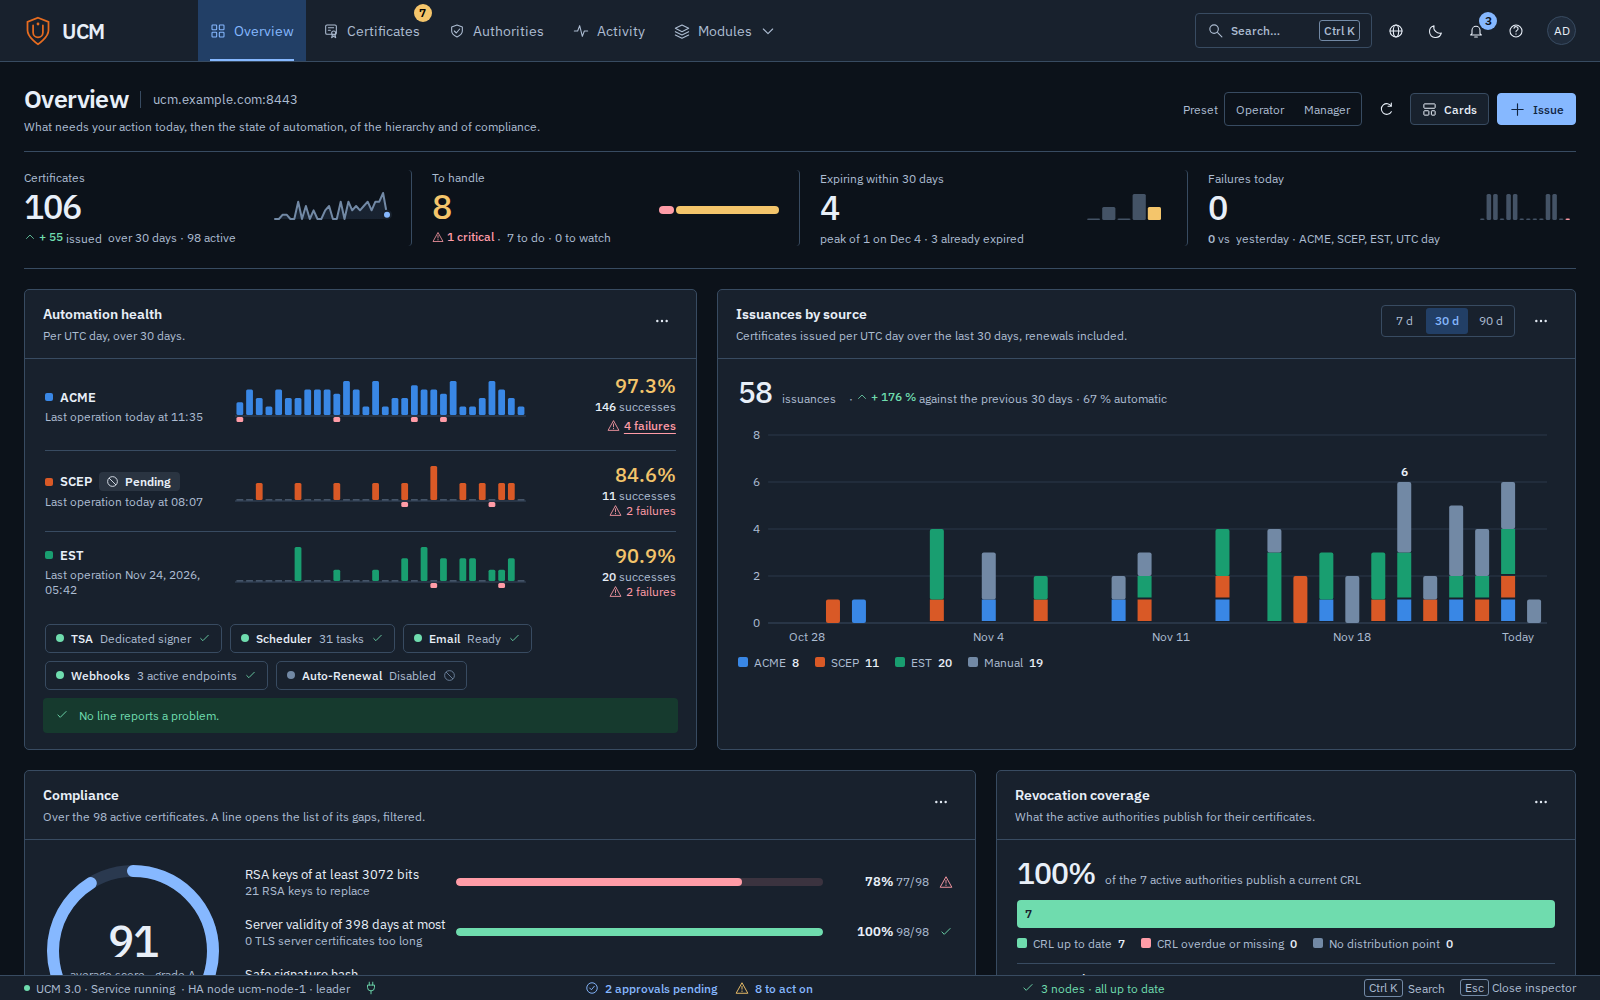 UCM
Overview
Certificates
7
Authorities
Activity
Modules
Search...
Ctrl K
3
AD
Overview
ucm.example.com:8443
What needs your action today, then the state of automation, of the hierarchy and of compliance.
Preset
Operator
Manager
Cards
Issue
Certificates
106
+ 55 issued over 30 days · 98 active
To handle
8
1 critical · 7 to do · 0 to watch
Expiring within 30 days
4
peak of 1 on Dec 4 · 3 already expired
Failures today
0
0 vs yesterday · ACME, SCEP, EST, UTC day
Automation health
Per UTC day, over 30 days.
ACME
Last operation today at 11:35
97.3%
146 successes
4 failures
SCEP
Pending
Last operation today at 08:07
84.6%
11 successes
2 failures
EST
Last operation Nov 24, 2026,
05:42
90.9%
20 successes
2 failures
TSA Dedicated signer
Scheduler 31 tasks
Email Ready
Webhooks 3 active endpoints
Auto-Renewal Disabled
No line reports a problem.
Issuances by source
Certificates issued per UTC day over the last 30 days, renewals included.
7 d
30 d
90 d
58 issuances · + 176 % against the previous 30 days · 67 % automatic
8
6
4
2
0
6
Oct 28
Nov 4
Nov 11
Nov 18
Today
ACME 8
SCEP 11
EST 20
Manual 19
Compliance
Over the 98 active certificates. A line opens the list of its gaps, filtered.
91
average score · grade A
RSA keys of at least 3072 bits
21 RSA keys to replace
78% 77/98
Server validity of 398 days at most
0 TLS server certificates too long
100% 98/98
Safe signature hash
Revocation coverage
What the active authorities publish for their certificates.
100% of the 7 active authorities publish a current CRL
7
CRL up to date 7
CRL overdue or missing 0
No distribution point 0
UCM 3.0 · Service running · HA node ucm-node-1 · leader
2 approvals pending
8 to act on
3 nodes · all up to date
Ctrl K Search
Esc Close inspector